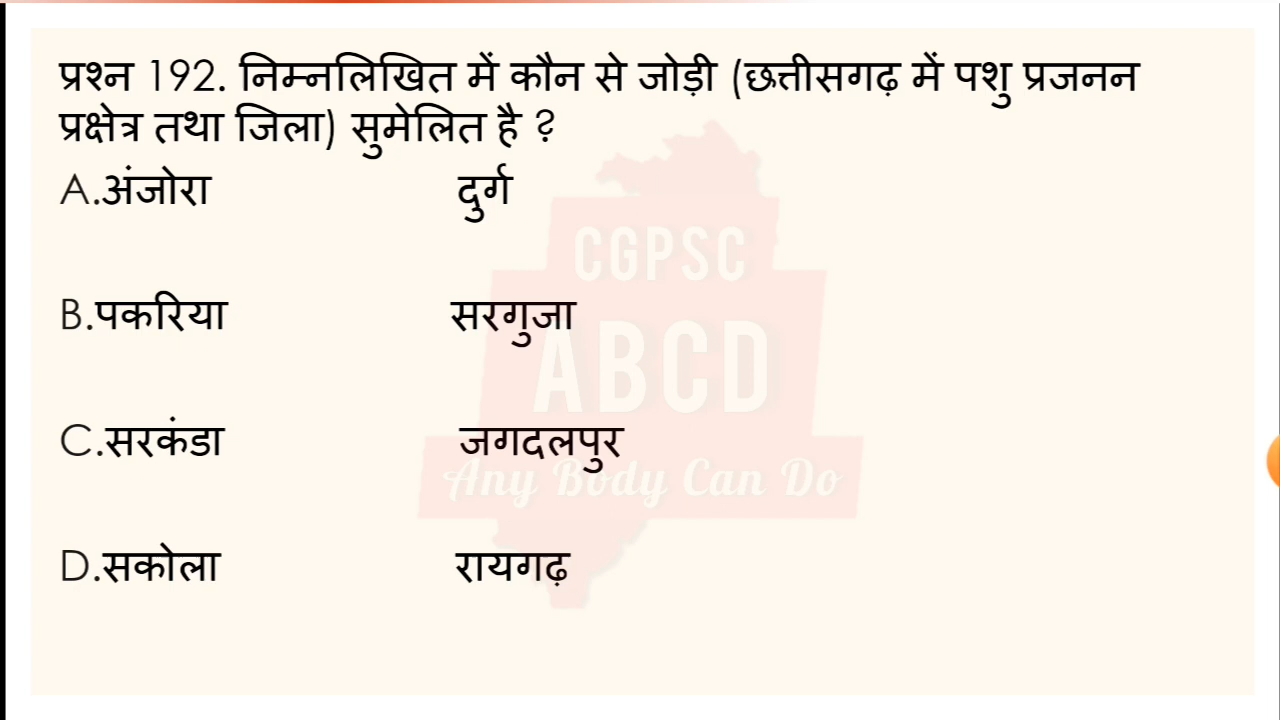 प्रश्न 192. निम्नलिखित में कौन से जोड़ी (छत्तीसगढ़ में पशु प्रजनन
प्रक्षेत्र तथा जिला) सुमेलित है ?
A.अंजोरा दुर्ग
B.पकरिया सरगुजा
C.सरकंडा जगदलपुर
D.सकोला रायगढ़
CGPSC
ABCD
Any Body Can Do